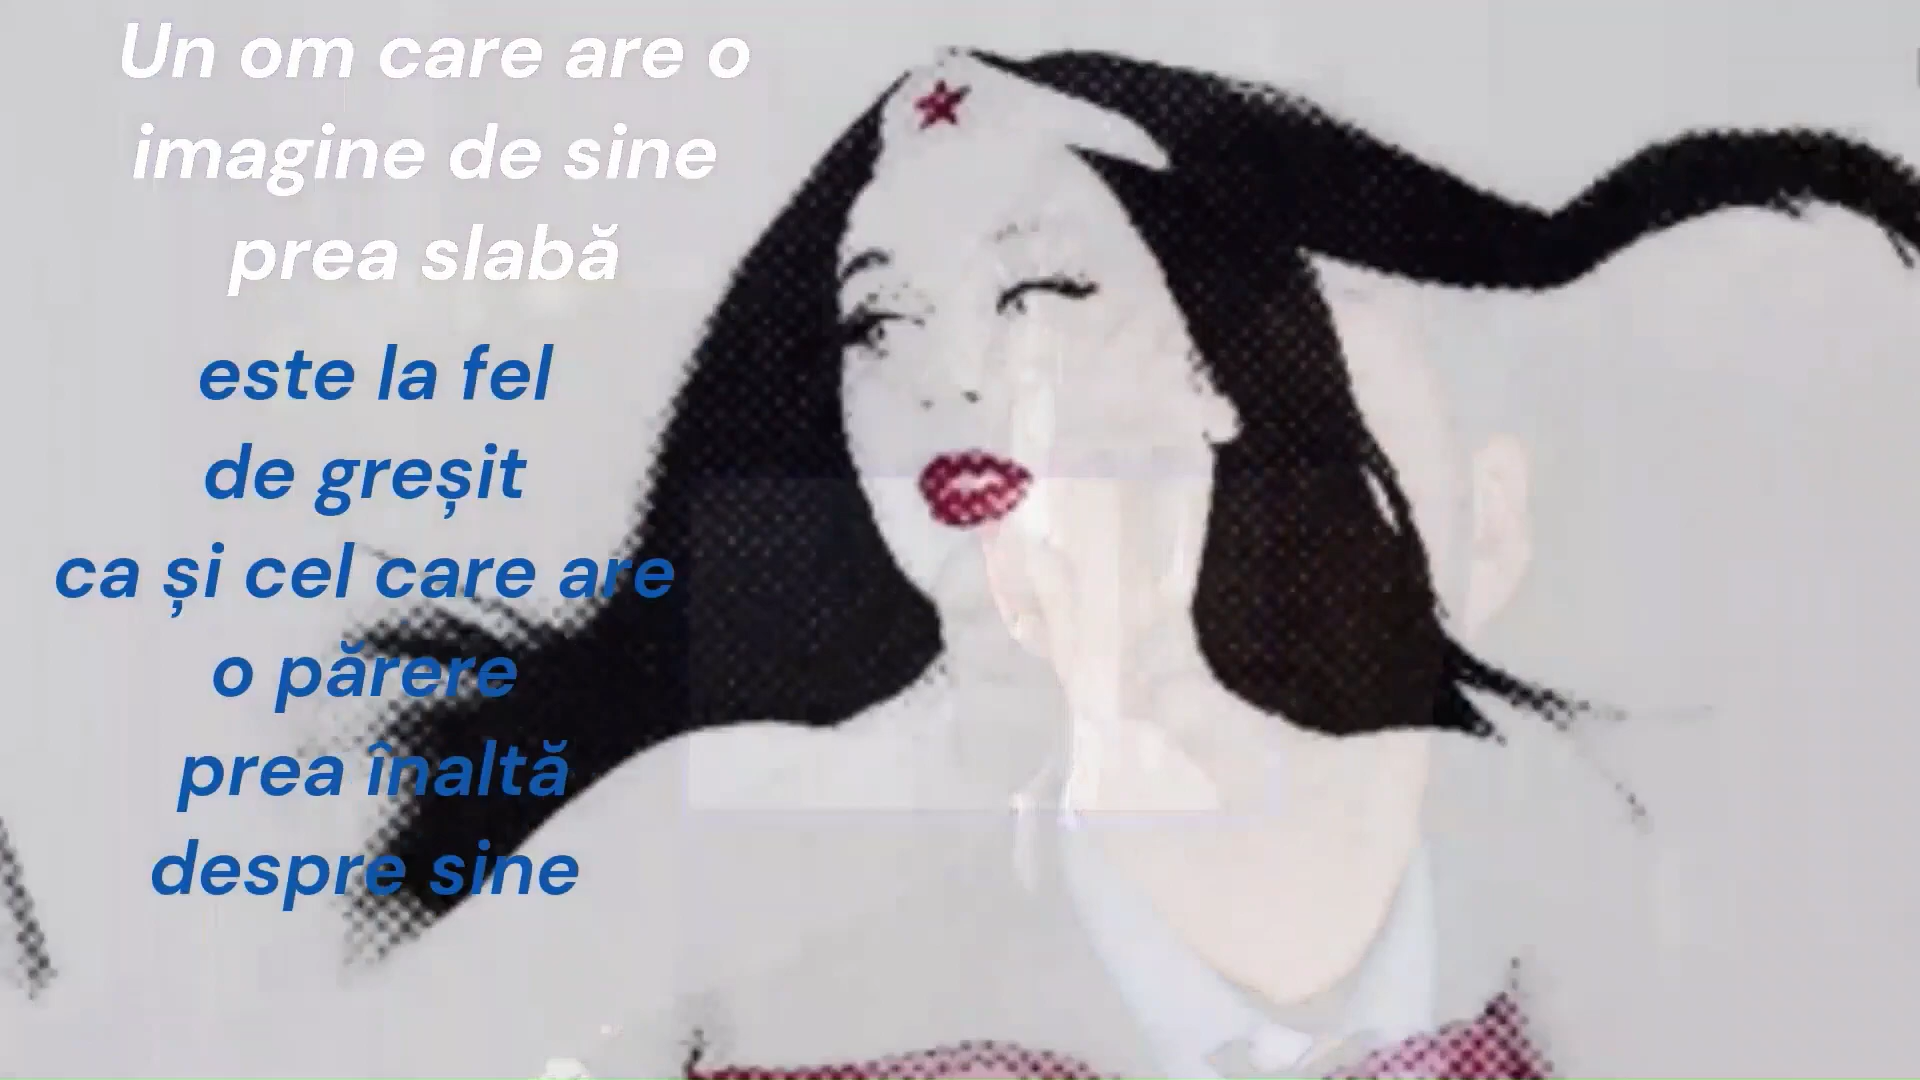 Un om care are o
imagine de sine
prea slabă
este la fel
de greșit
ca și cel care are
o părere
prea înaltă
despre sine